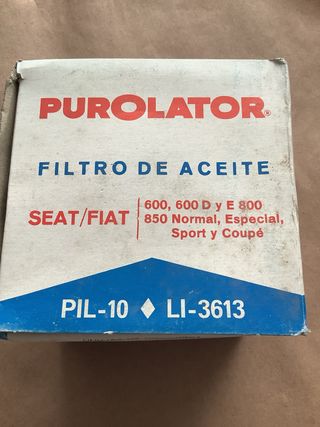 PUROLATOR®
FILTRO DE ACEITE
SEAT/FIAT
600, 600 D y E 800
850 Normal, Especial,
Sport y Coupé
PIL-10 ♦ LI-3613